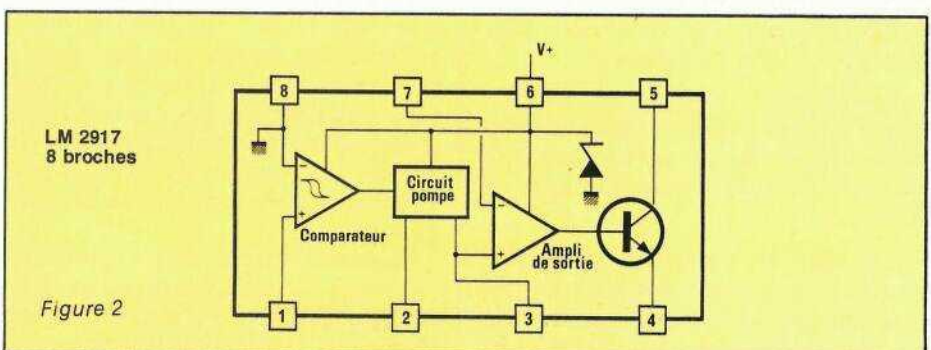 V+
8
7
6
5
LM 2917
8 broches
-
+
Comparateur
Circuit
pompe
-
+
Ampli
de sortie
Figure 2
1
2
3
4